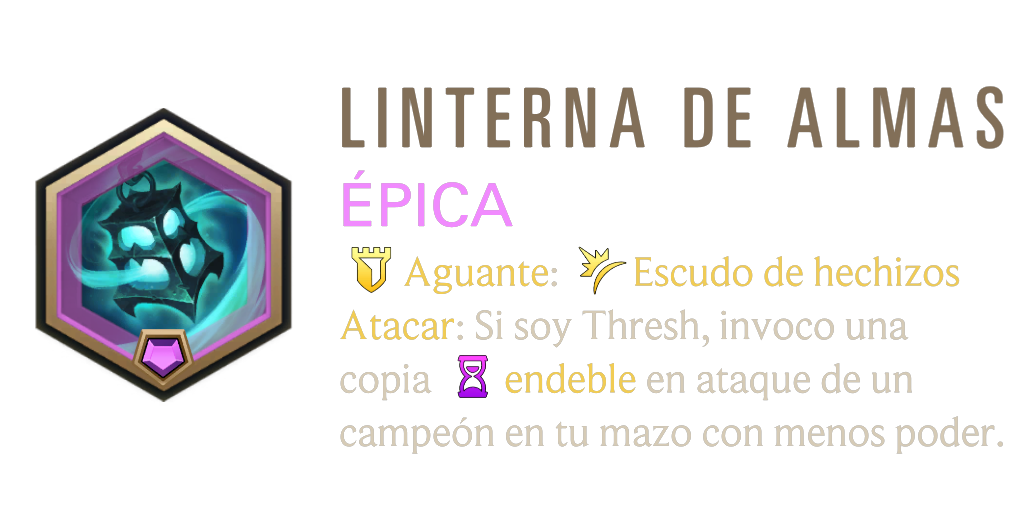 LINTERNA DE ALMAS
ÉPICA
Aguante: Escudo de hechizos
Atacar: Si soy Thresh, invoco una
copia endeble en ataque de un
campeón en tu mazo con menos poder.